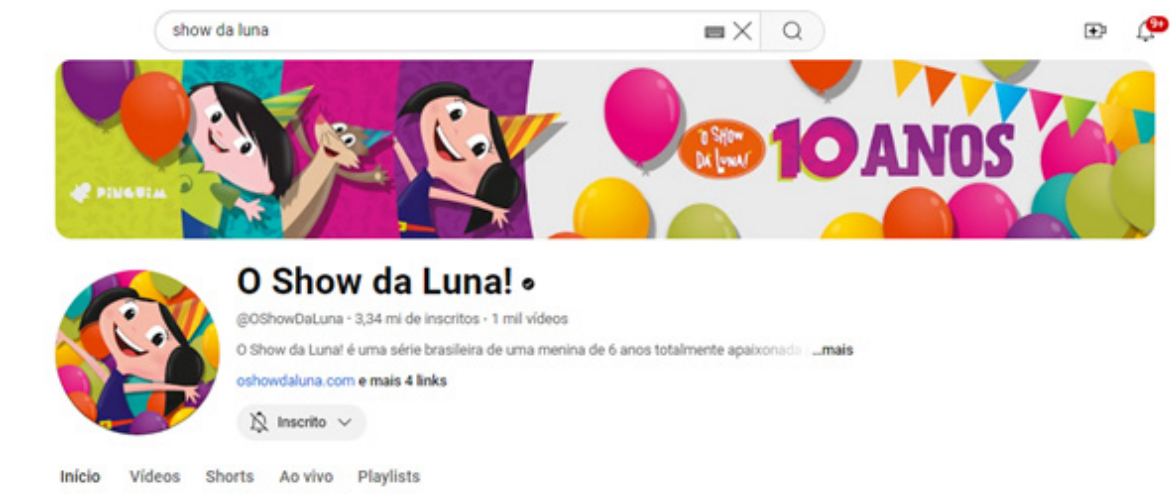 show da luna
9+
PINGUIM
O SHOW
DA LUNA!
10 ANOS
O Show da Luna!
@OShowDaLuna • 3,34 mi de inscritos • 1 mil vídeos
O Show da Luna! é uma série brasileira de uma menina de 6 anos totalmente apaixonada ...mais
oshowdaluna.com e mais 4 links
Inscrito
Início Vídeos Shorts Ao vivo Playlists